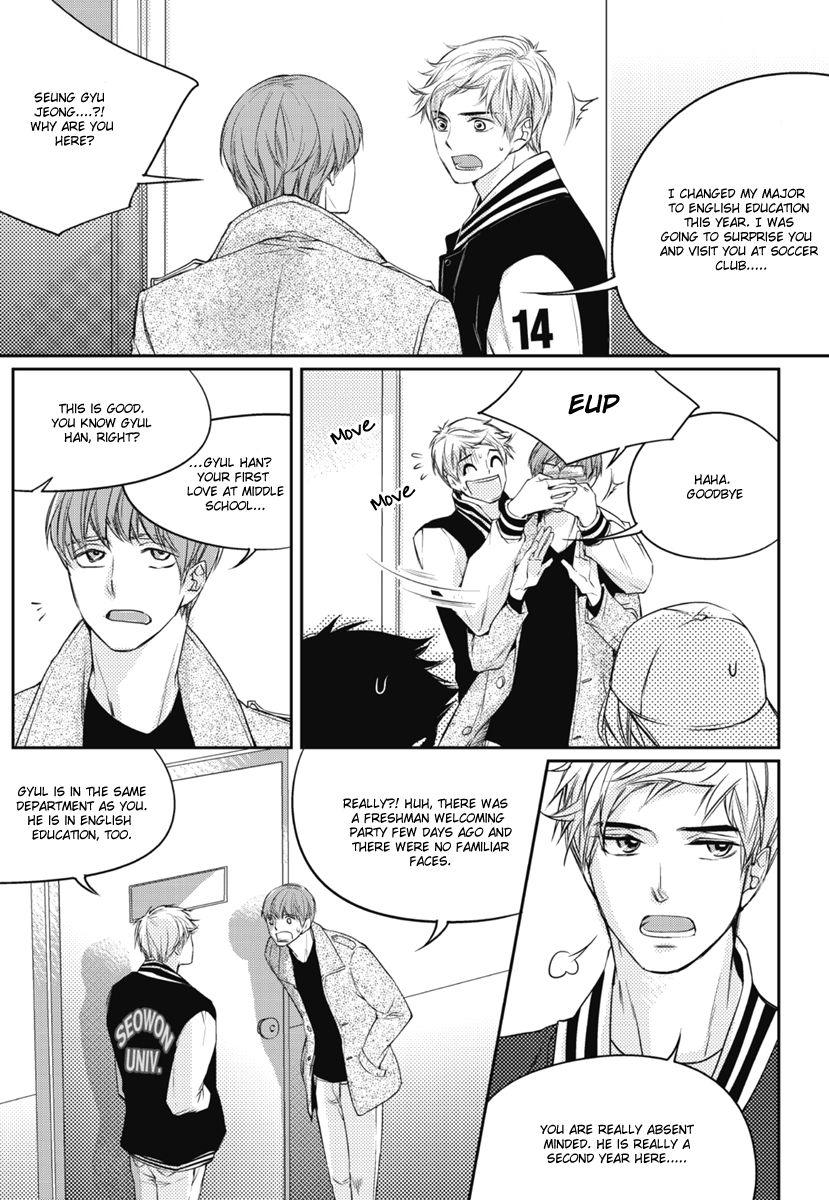 SEUNG GYU
JEONG....?!
WHY ARE YOU
HERE?
I CHANGED MY MAJOR
TO ENGLISH EDUCATION
THIS YEAR. I WAS
GOING TO SURPRISE YOU
AND VISIT YOU AT SOCCER
CLUB.....
14
THIS IS GOOD.
YOU KNOW GYUL
HAN, RIGHT?
...GYUL HAN?
YOUR FIRST
LOVE AT MIDDLE
SCHOOL...
Move
Move
EUP
HAHA.
GOODBYE
GYUL IS IN THE SAME
DEPARTMENT AS YOU.
HE IS IN ENGLISH
EDUCATION, TOO.
SEOWON
UNIV.
REALLY?! HUH, THERE WAS
A FRESHMAN WELCOMING
PARTY FEW DAYS AGO AND
THERE WERE NO FAMILIAR
FACES.
YOU ARE REALLY ABSENT
MINDED. HE IS REALLY A
SECOND YEAR HERE.....